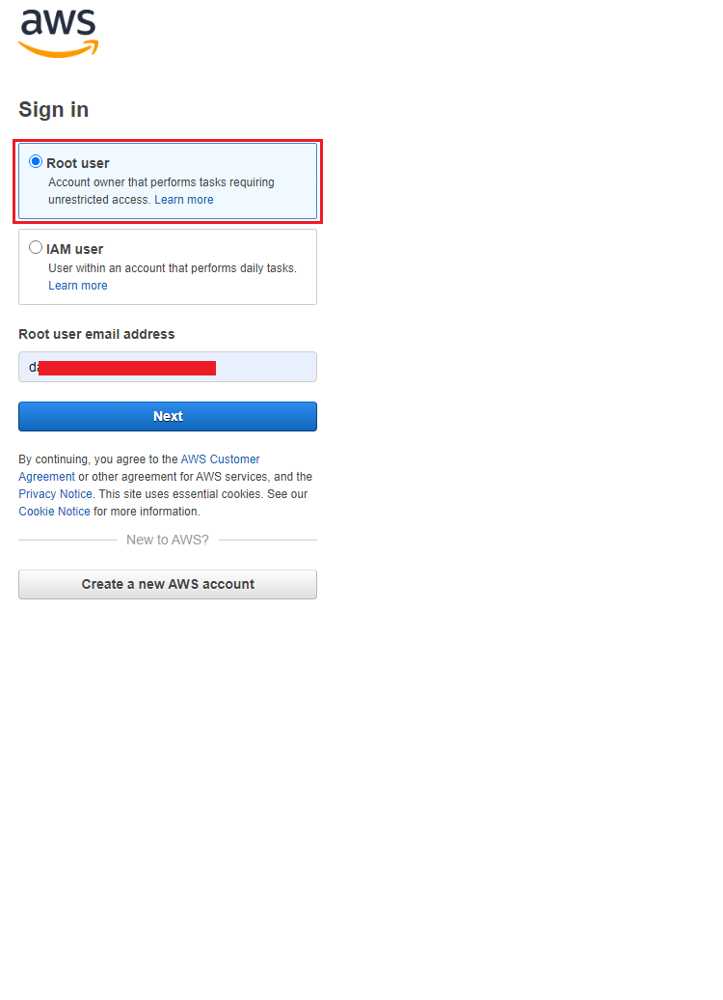 aws
Sign in
Root user
Account owner that performs tasks requiring
unrestricted access. Learn more
IAM user
User within an account that performs daily tasks.
Learn more
Root user email address
Next
By continuing, you agree to the AWS Customer
Agreement or other agreement for AWS services, and the
Privacy Notice. This site uses essential cookies. See our
Cookie Notice for more information.
New to AWS?
Create a new AWS account